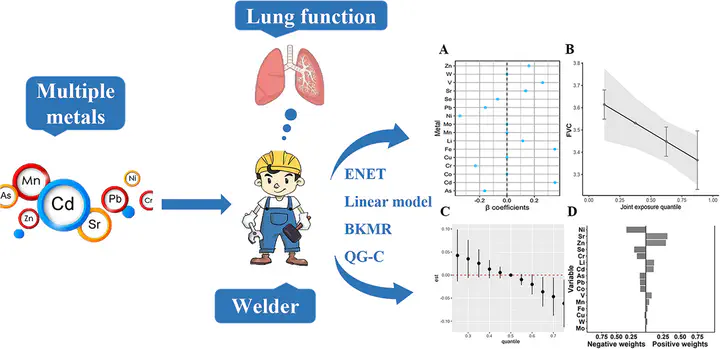 Lung function
Multiple
metals
As
Mn
Zn
Cd
Sr
Pb
Ni
Cr
Welder
ENET
Linear model
BKMR
QG-C
A
Metal
Zn
W
V
Sr
Se
Pb
Ni
Mo
Mn
Li
Fe
Cu
Cr
Co
Cd
As
-0.2
0.0
0.2
β coefficients
B
FVC
3.6
3.5
3.4
3.3
0.00
0.25
0.50
0.75
1.00
Joint exposure quantile
C
est
0.10
0.05
0.00
-0.05
-0.10
0.3
0.4
0.5
0.6
0.7
quantile
D
Variable
Ni
Sr
Zn
Se
Cr
Li
Cd
As
Pb
Co
V
Mn
Fe
Cu
W
Mo
0.75 0.50 0.25 0.25 0.50 0.75
Negative weights Positive weights